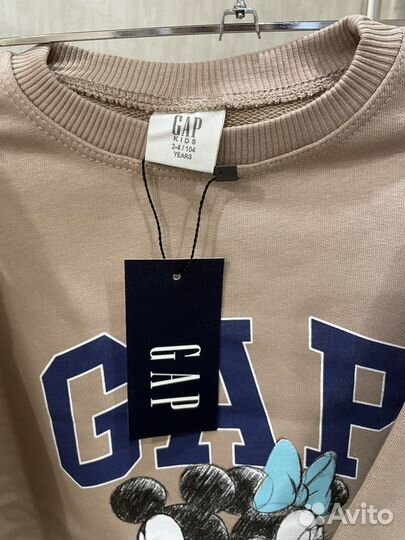 GAP
KIDS
3-4 / 104
YEARS
GAP
GAP
Avito